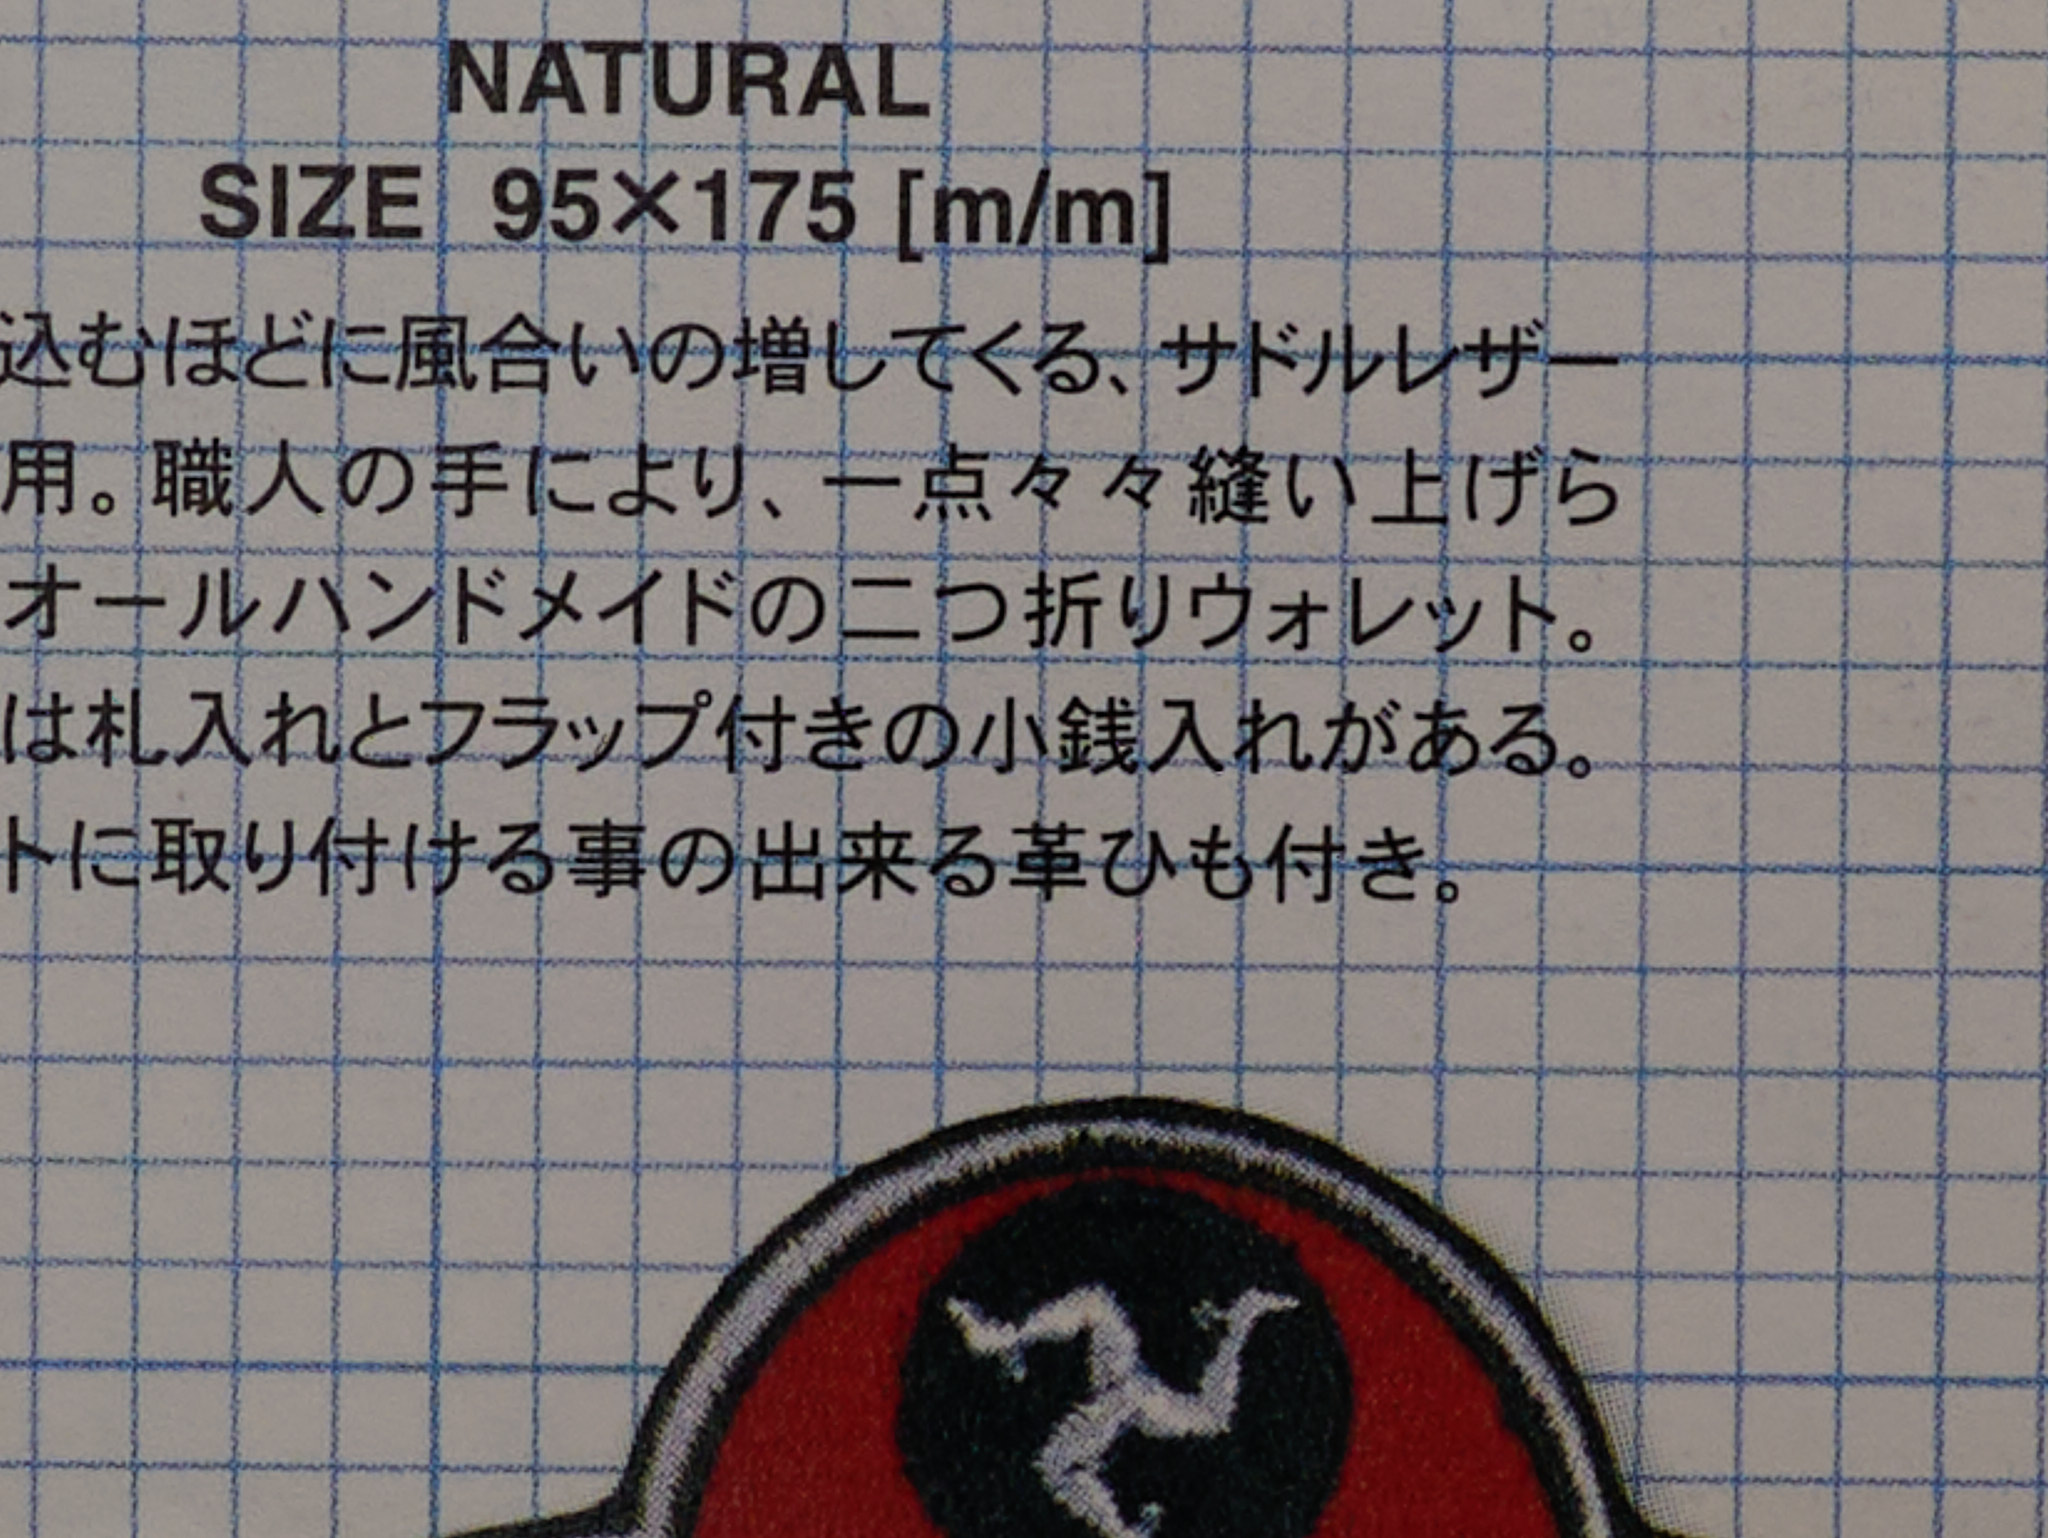 NATURAL
SIZE 95×175 [m/m]
込むほどに風合いの増してくる、サドルレザー
用。職人の手により、一点々々縫い上げら
オールハンドメイドの二つ折りウォレット。
は札入れとフラップ付きの小銭入れがある。
トに取り付ける事の出来る革ひも付き。